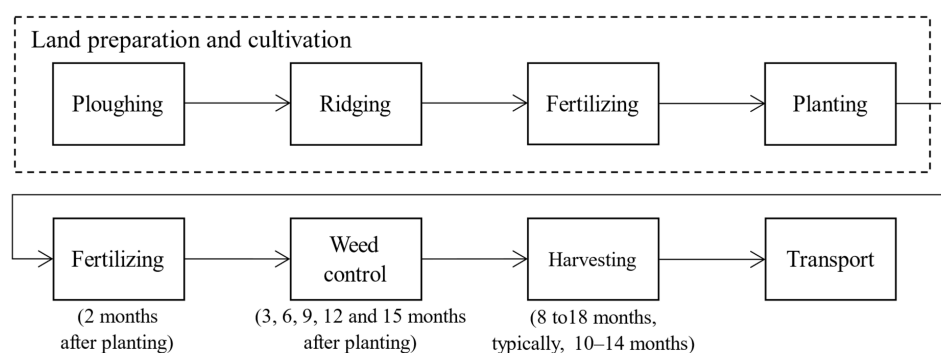 Land preparation and cultivation
Ploughing
Ridging
Fertilizing
Planting
Fertilizing
(2 months
after planting)
Weed
control
(3, 6, 9, 12 and 15 months
after planting)
Harvesting
(8 to18 months,
typically, 10–14 months)
Transport